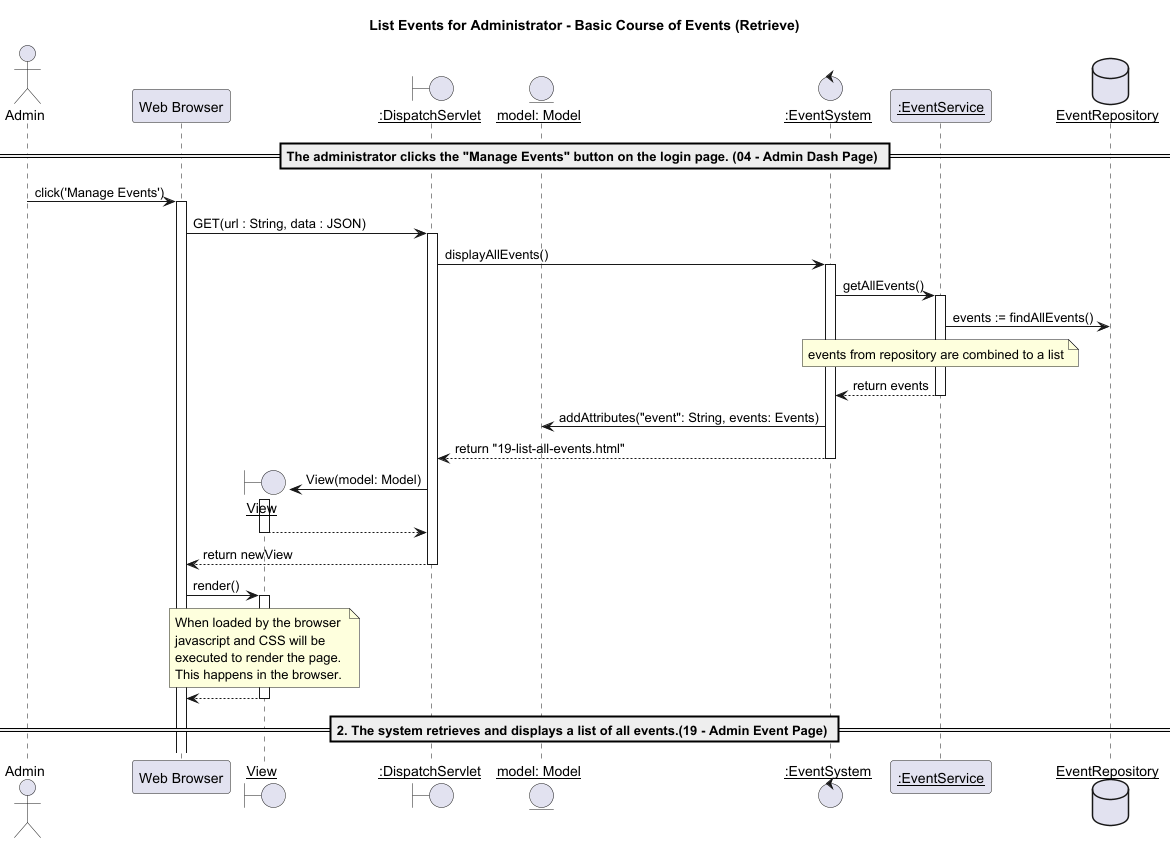 List Events for Administrator - Basic Course of Events (Retrieve)
Admin
Web Browser
:DispatchServlet
model: Model
:EventSystem
:EventService
EventRepository
The administrator clicks the "Manage Events" button on the login page. (04 - Admin Dash Page)
click('Manage Events')
GET(url : String, data : JSON)
displayAllEvents()
getAllEvents()
events := findAllEvents()
events from repository are combined to a list
return events
addAttributes("event": String, events: Events)
return "19-list-all-events.html"
View(model: Model)
View
return newView
render()
When loaded by the browser
javascript and CSS will be
executed to render the page.
This happens in the browser.
2. The system retrieves and displays a list of all events.(19 - Admin Event Page)
Admin
Web Browser
View
:DispatchServlet
model: Model
:EventSystem
:EventService
EventRepository